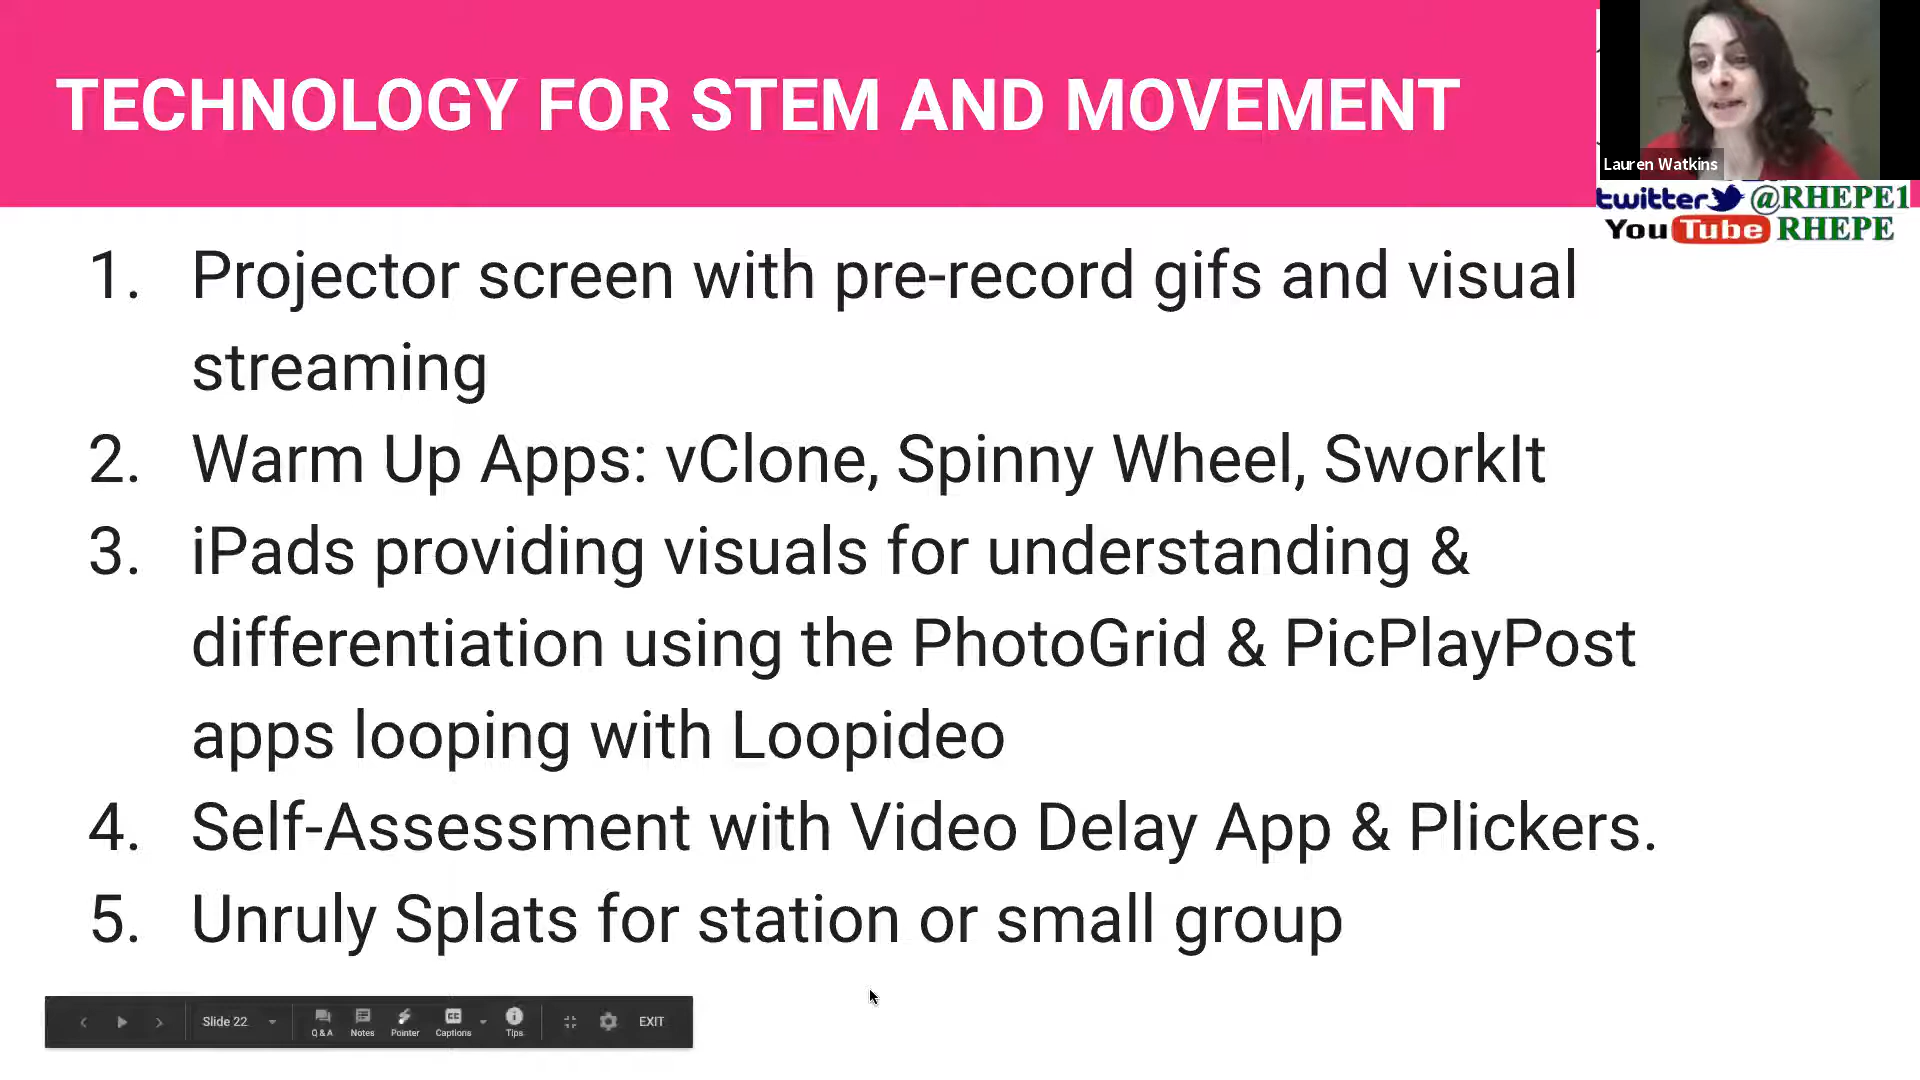 TECHNOLOGY FOR STEM AND MOVEMENT
Lauren Watkins
twitter @RHEPE1
YouTube RHEPE
1. Projector screen with pre-record gifs and visual
streaming
2. Warm Up Apps: vClone, Spinny Wheel, SworkIt
3. iPads providing visuals for understanding &
differentiation using the PhotoGrid & PicPlayPost
apps looping with Loopideo
4. Self-Assessment with Video Delay App & Plickers.
5. Unruly Splats for station or small group
Slide 22 Q & A Notes Pointer CC Captions Tips EXIT